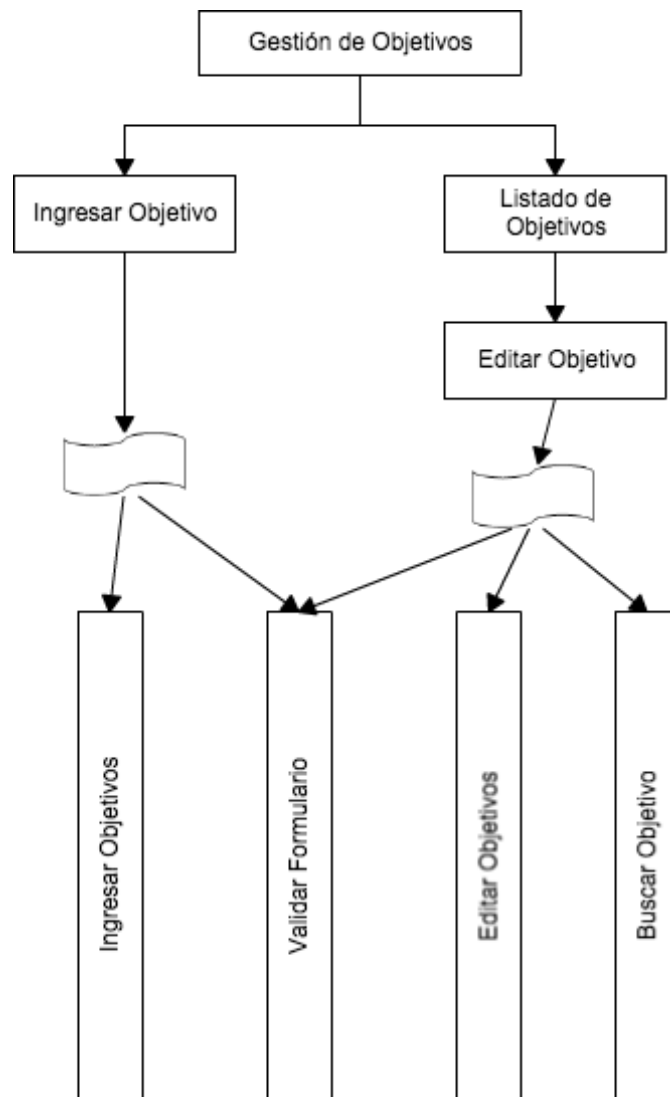 Gestión de Objetivos
Ingresar Objetivo
Listado de
Objetivos
Editar Objetivo
Ingresar Objetivos
Validar Formulario
Editar Objetivos
Buscar Objetivo